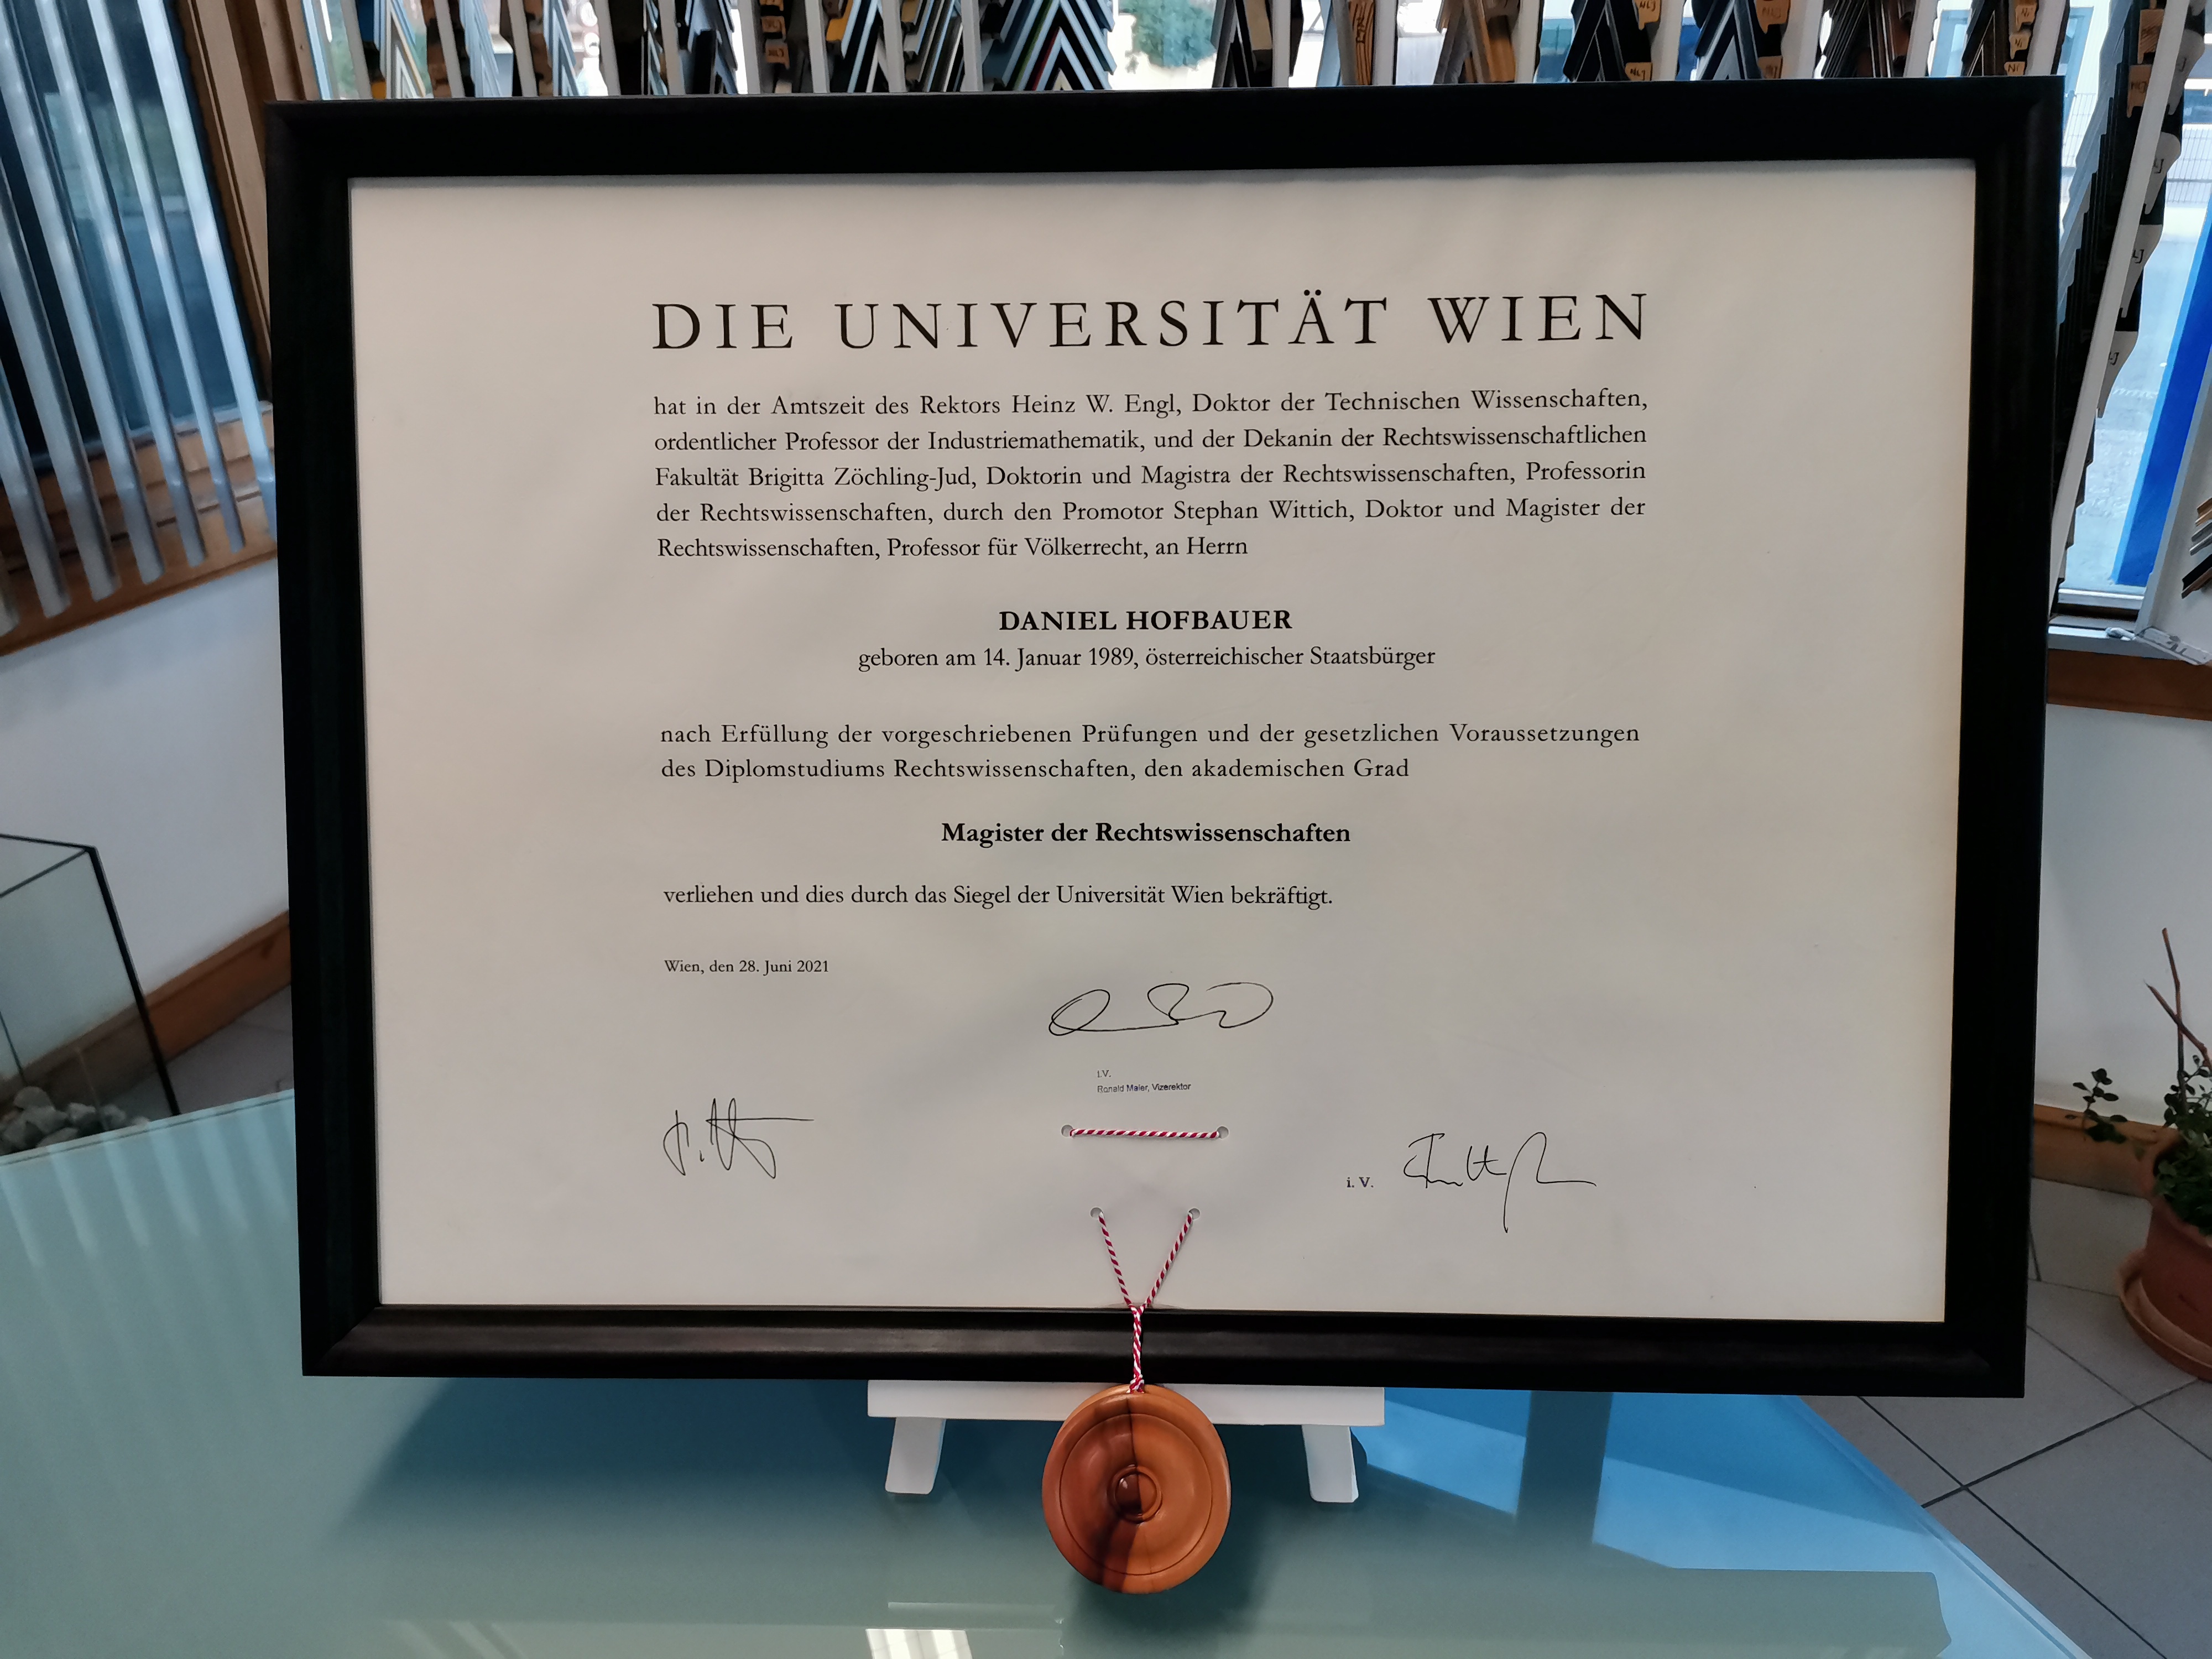 DIE UNIVERSITÄT WIEN
hat in der Amtszeit des Rektors Heinz W. Engl, Doktor der Technischen Wissenschaften,
ordentlicher Professor der Industriemathematik, und der Dekanin der Rechtswissenschaftlichen
Fakultät Brigitta Zöchling-Jud, Doktorin und Magistra der Rechtswissenschaften, Professorin
der Rechtswissenschaften, durch den Promotor Stephan Wittich, Doktor und Magister der
Rechtswissenschaften, Professor für Völkerrecht, an Herrn
DANIEL HOFBAUER
geboren am 14. Januar 1989, österreichischer Staatsbürger
nach Erfüllung der vorgeschriebenen Prüfungen und der gesetzlichen Voraussetzungen
des Diplomstudiums Rechtswissenschaften, den akademischen Grad
Magister der Rechtswissenschaften
verliehen und dies durch das Siegel der Universität Wien bekräftigt.
Wien, den 28. Juni 2021
i.V.
Ronald Maier, Vizerektor
i. V.